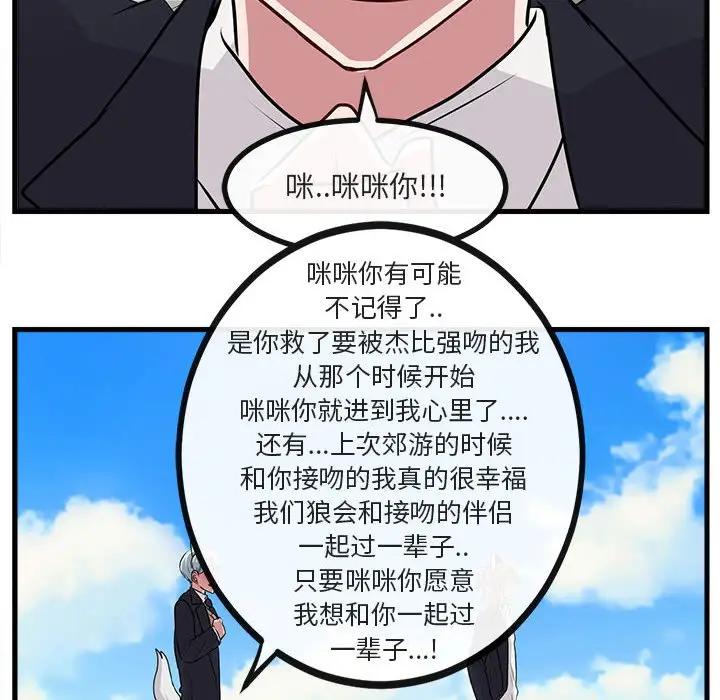 咪..咪咪你!!!
咪咪你有可能
不记得了..
是你救了要被杰比强吻的我
从那个时候开始
咪咪你就进到我心里了....
还有...上次郊游的时候
和你接吻的我真的很幸福
我们狼会和接吻的伴侣
一起过一辈子..
只要咪咪你愿意
我想和你一起过
一辈子...!